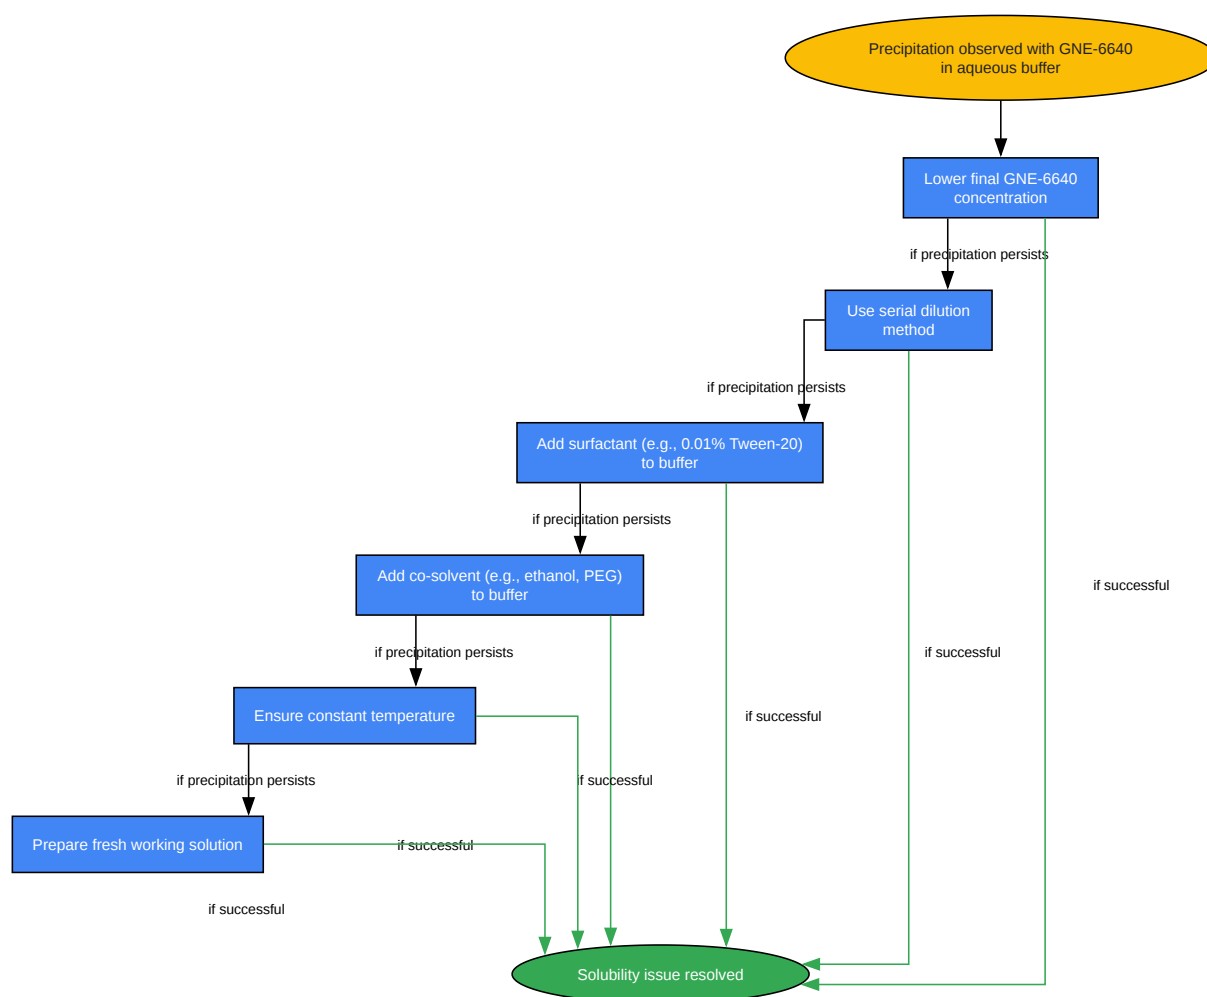 Precipitation observed with GNE-6640
in aqueous buffer
Lower final GNE-6640
concentration
if precipitation persists
Use serial dilution
method
if precipitation persists
Add surfactant (e.g., 0.01% Tween-20)
to buffer
if precipitation persists
Add co-solvent (e.g., ethanol, PEG)
to buffer
if successful
if precipitation persists
if successful
Ensure constant temperature
if successful
if precipitation persists
if successful
Prepare fresh working solution
if successful
if successful
Solubility issue resolved